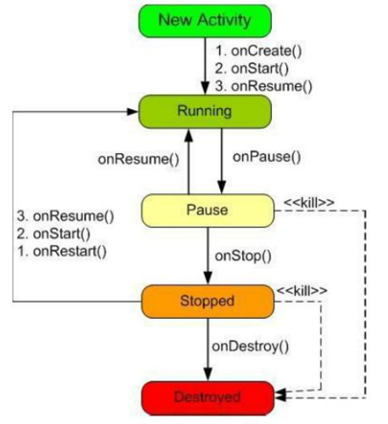 New Activity
1. onCreate()
2. onStart()
3. onResume()
Running
onResume()
onPause()
Pause
<<kill>>
3. onResume()
2. onStart()
1. onRestart()
onStop()
<<kill>>
Stopped
onDestroy()
Destroyed